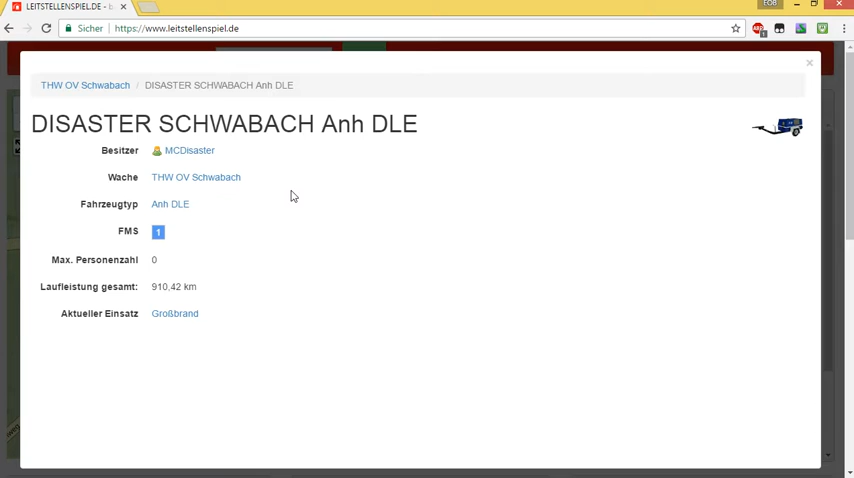 LEITSTELLENSPIEL.DE - b
EOB
Sicher https://www.leitstellenspiel.de
ABP
1
THW OV Schwabach / DISASTER SCHWABACH Anh DLE
DISASTER SCHWABACH Anh DLE
Besitzer MCDisaster
Wache THW OV Schwabach
Fahrzeugtyp Anh DLE
FMS 1
Max. Personenzahl 0
Laufleistung gesamt: 910,42 km
Aktueller Einsatz Großbrand